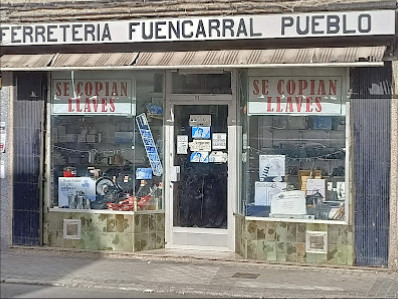 FERRETERIA FUENCARRAL PUEBLO
SE COPIAN
LLAVES
SE COPIAN
LLAVES